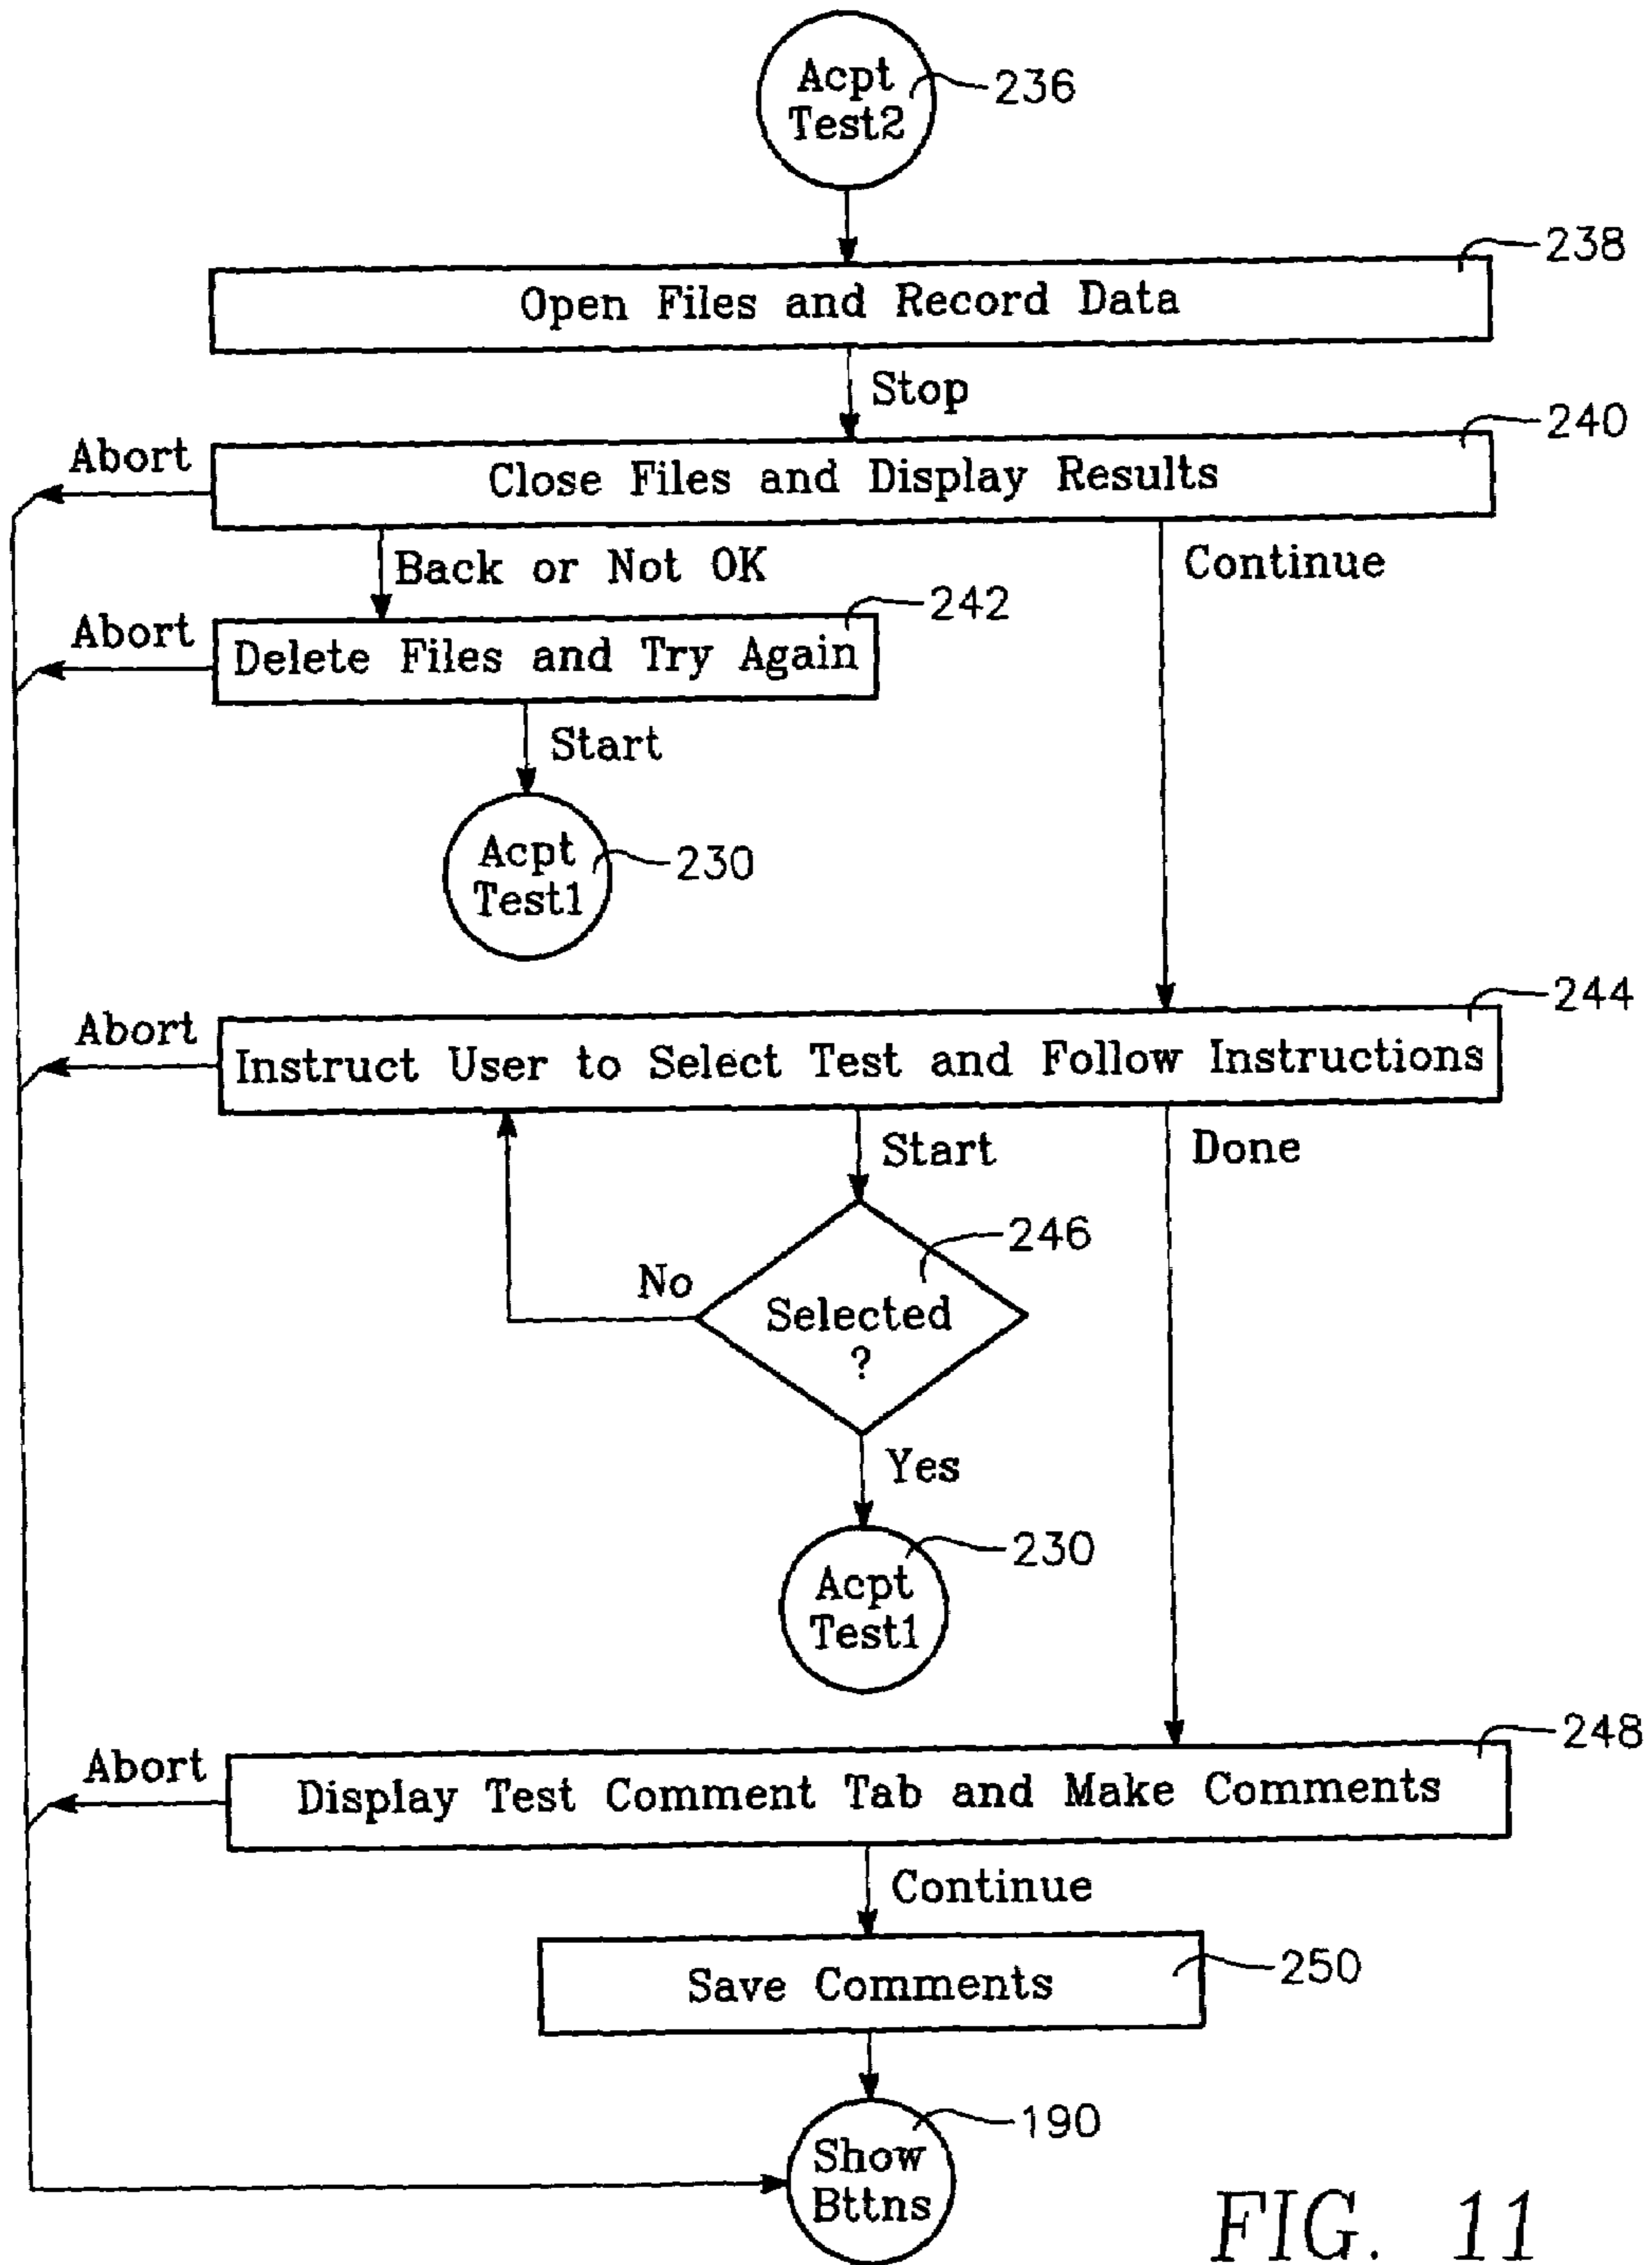 Acpt
Test2
236
238
Open Files and Record Data
Stop
240
Abort
Close Files and Display Results
Back or Not OK
Continue
242
Abort
Delete Files and Try Again
Start
Acpt
Test1
230
244
Abort
Instruct User to Select Test and Follow Instructions
Start
Done
246
No
Selected
?
Yes
230
Acpt
Test1
248
Abort
Display Test Comment Tab and Make Comments
Continue
Save Comments
250
190
Show
Bttns
FIG. 11